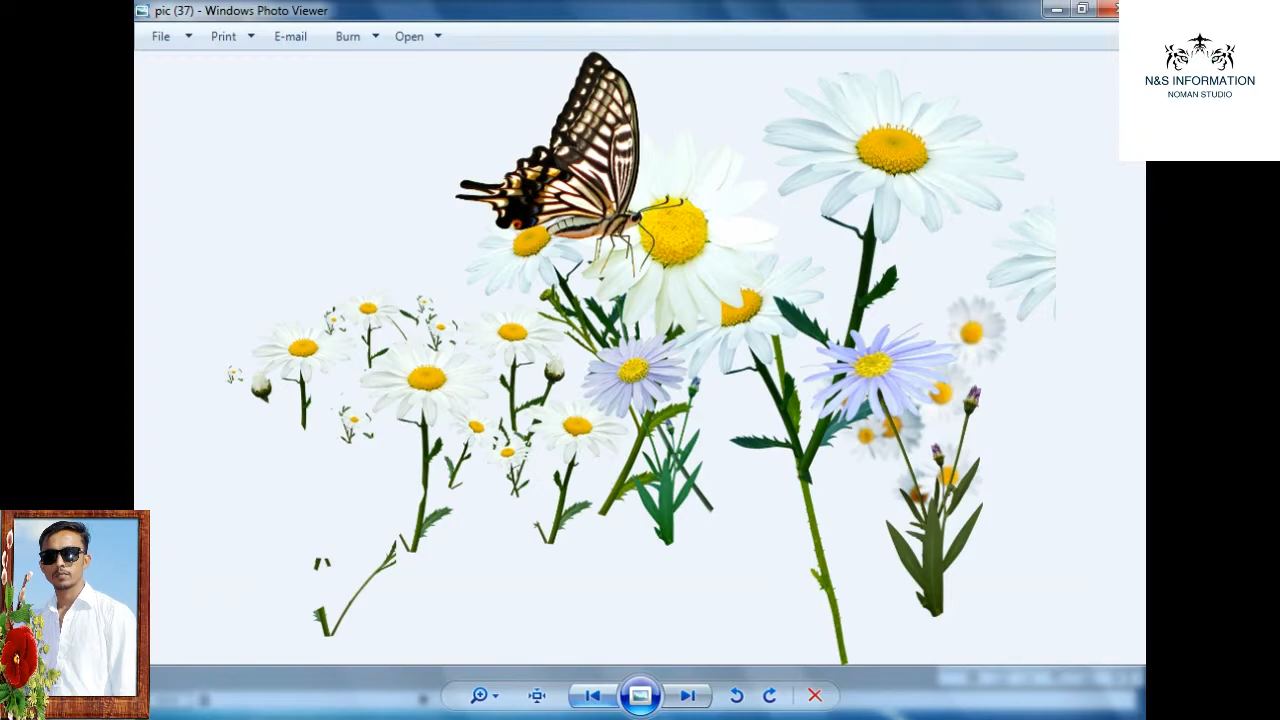 pic (37) - Windows Photo Viewer
File Print E-mail Burn Open
N&S INFORMATION
NOMAN STUDIO